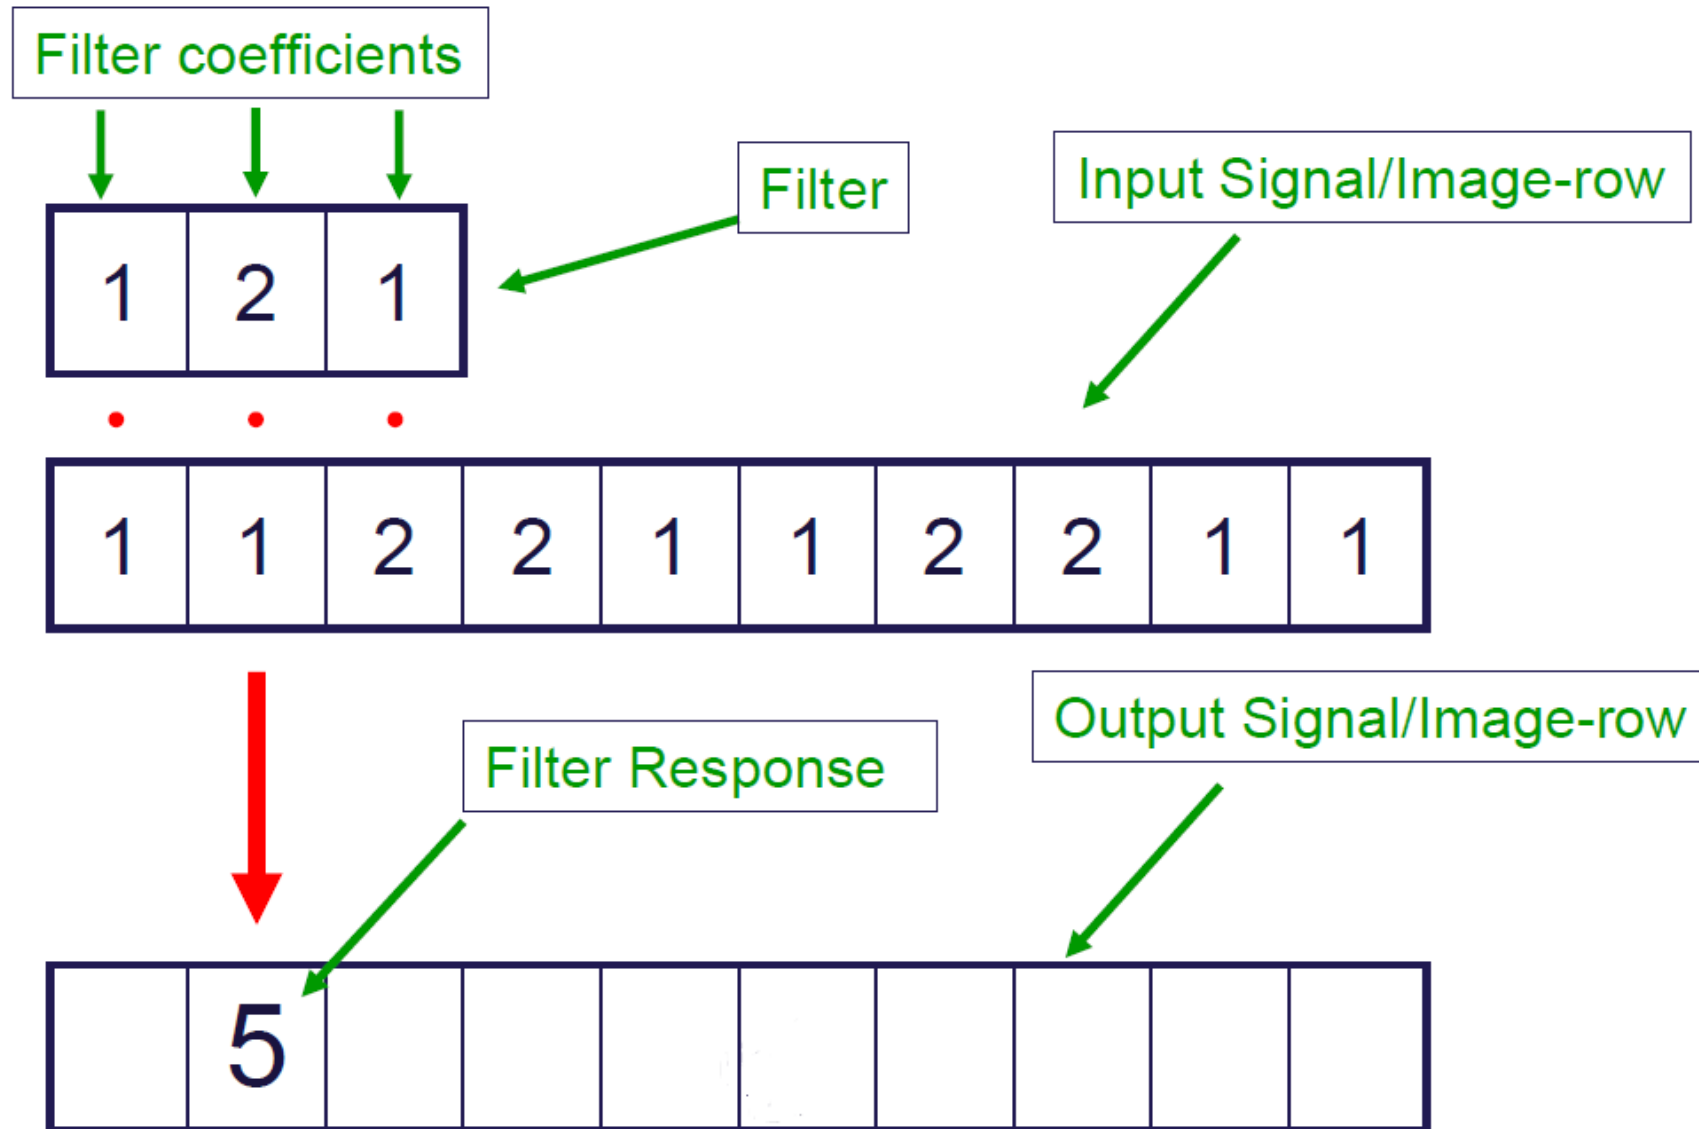 Filter coefficients
Filter
Input Signal/Image-row
1 2 1
1 1 2 2 1 1 2 2 1 1
Output Signal/Image-row
Filter Response
5